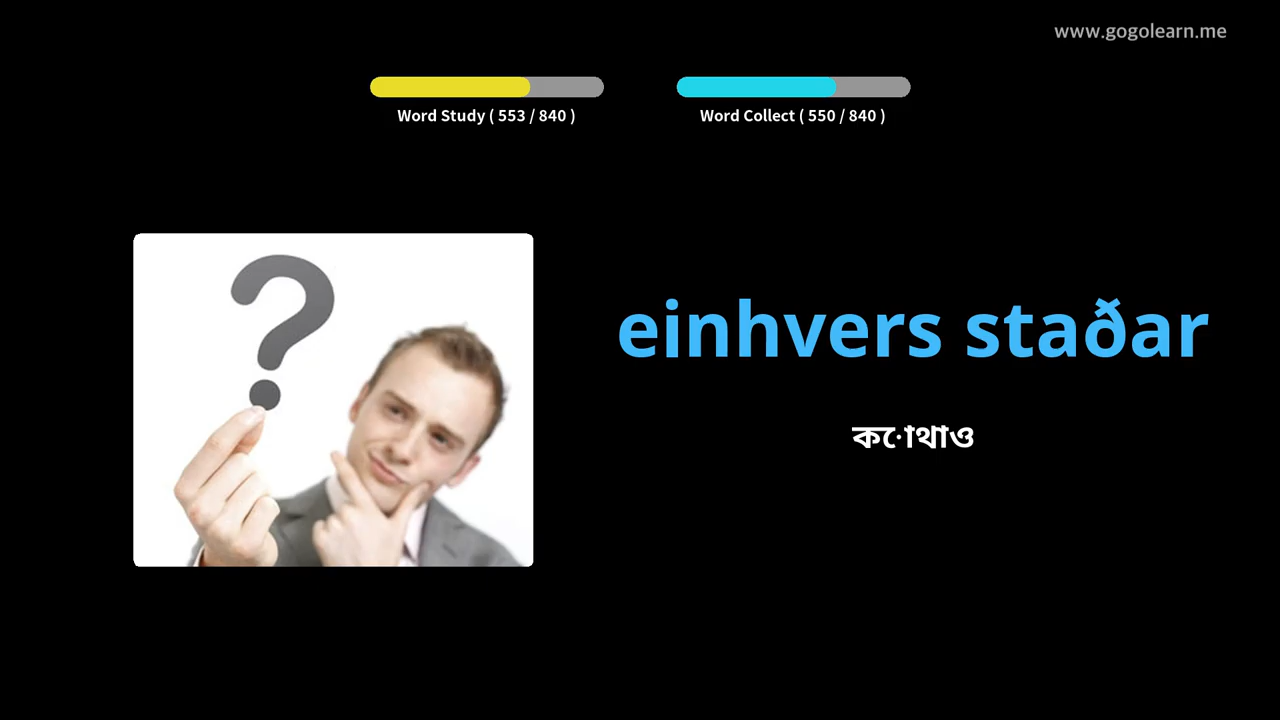 www.gogolearn.me
Word Study ( 553 / 840 )
Word Collect ( 550 / 840 )
einhvers staðar
কোথাও